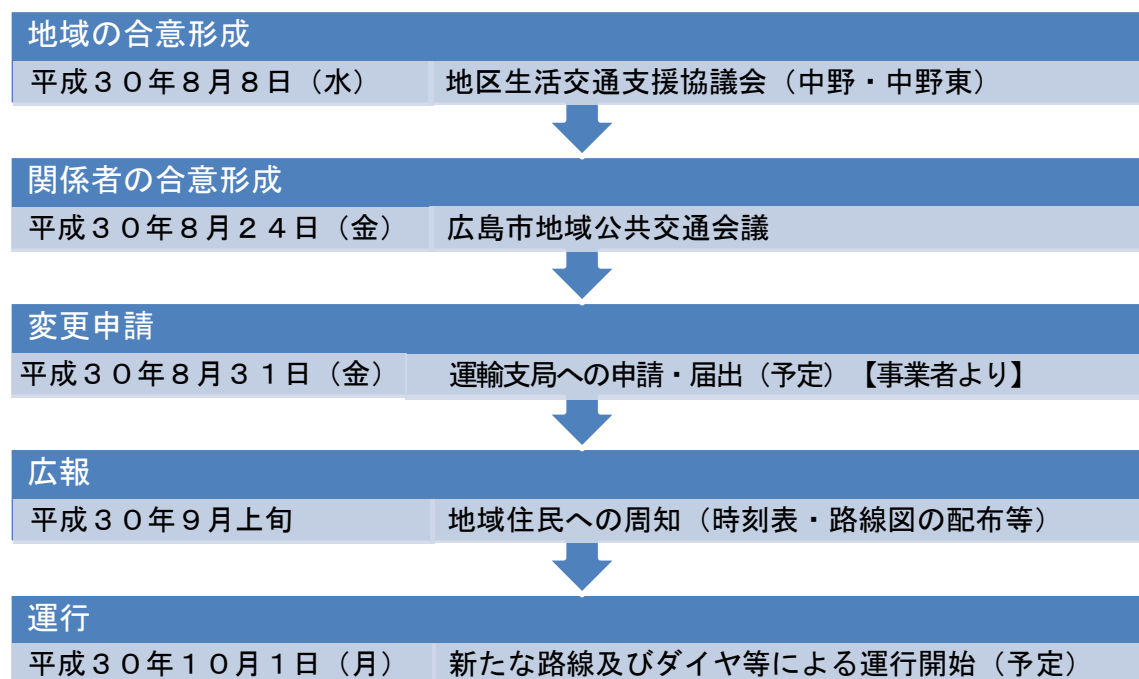 地域の合意形成
平成３０年８月８日（水） 地区生活交通支援協議会（中野・中野東）
関係者の合意形成
平成３０年８月２４日（金） 広島市地域公共交通会議
変更申請
平成３０年８月３１日（金） 運輸支局への申請・届出（予定）【事業者より】
広報
平成３０年９月上旬 地域住民への周知（時刻表・路線図の配布等）
運行
平成３０年１０月１日（月） 新たな路線及びダイヤ等による運行開始（予定）